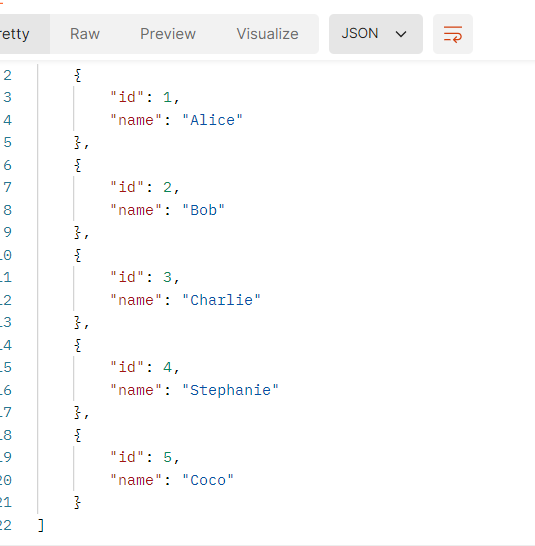 retty Raw Preview Visualize JSON
2 {
3 "id": 1,
4 "name": "Alice"
5 },
6 {
7 "id": 2,
8 "name": "Bob"
9 },
10 {
11 "id": 3,
12 "name": "Charlie"
13 },
14 {
15 "id": 4,
16 "name": "Stephanie"
17 },
18 {
19 "id": 5,
20 "name": "Coco"
21 }
22 ]